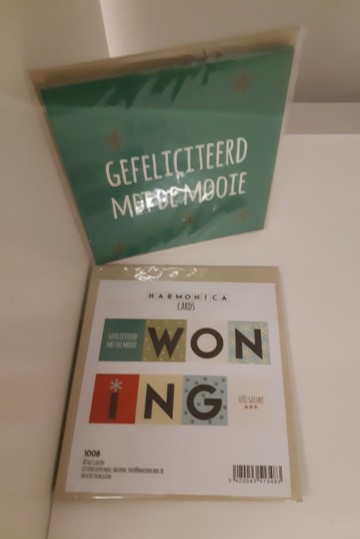 GEFELICITEERD
MET DE MOOIE
HARMONICA
CARDS
GEFELICITEERD
MET DE MOOIE
WON
ING
VEEL GELUK!
1008